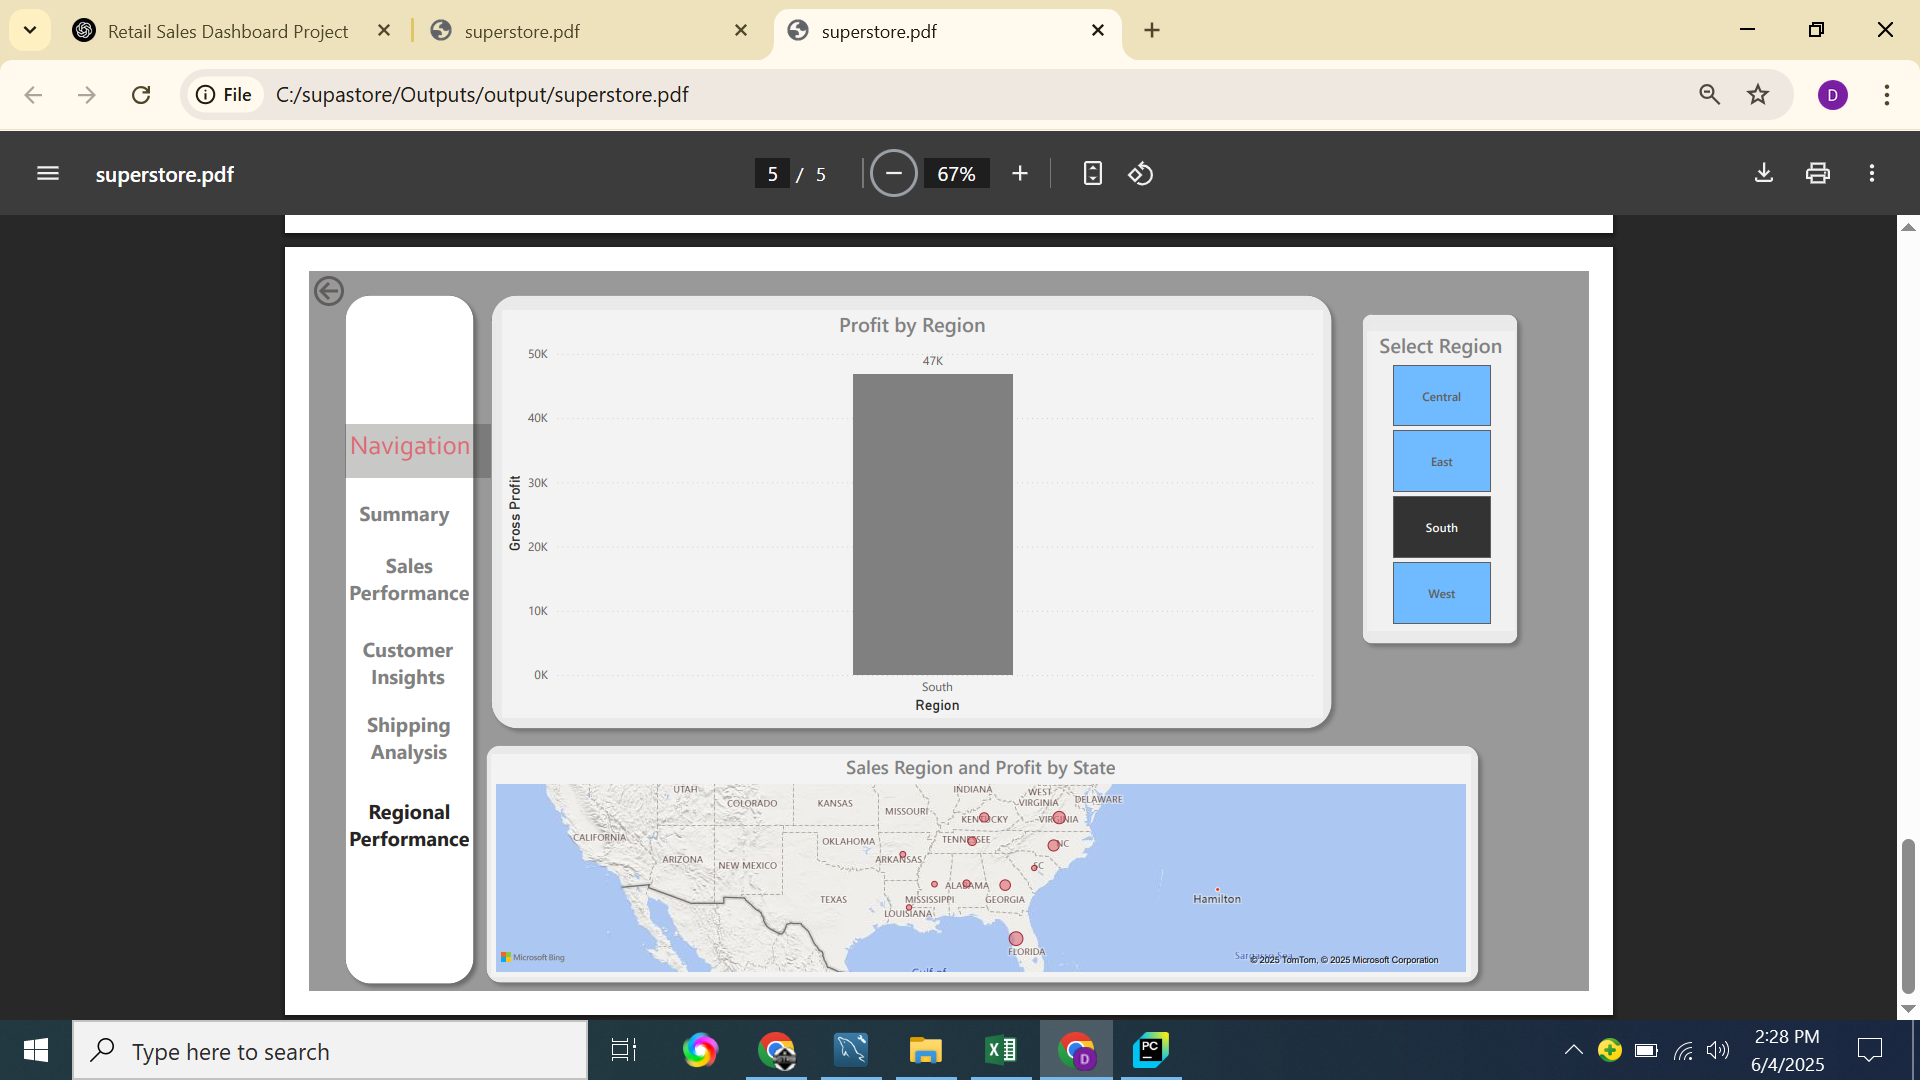 Retail Sales Dashboard Project
superstore.pdf
superstore.pdf
File
C:/supastore/Outputs/output/superstore.pdf
D
superstore.pdf
5 / 5
67%
Navigation
Summary
Sales
Performance
Customer
Insights
Shipping
Analysis
Regional
Performance
Profit by Region
50K
40K
30K
20K
10K
0K
Gross Profit
47K
South
Region
Select Region
Central
East
South
West
Sales Region and Profit by State
UTAH
COLORADO
KANSAS
MISSOURI
INDIANA
WEST
VIRGINIA
DELAWARE
KENTUCKY
VIRGINIA
CALIFORNIA
OKLAHOMA
TENNESSEE
NC
ARIZONA
NEW MEXICO
ARKANSAS
SC
TEXAS
ALABAMA
MISSISSIPPI
GEORGIA
LOUISIANA
Hamilton
FLORIDA
Gulf of
Microsoft Bing
© 2025 TomTom, © 2025 Microsoft Corporation
Type here to search
PC
D
2:28 PM
6/4/2025